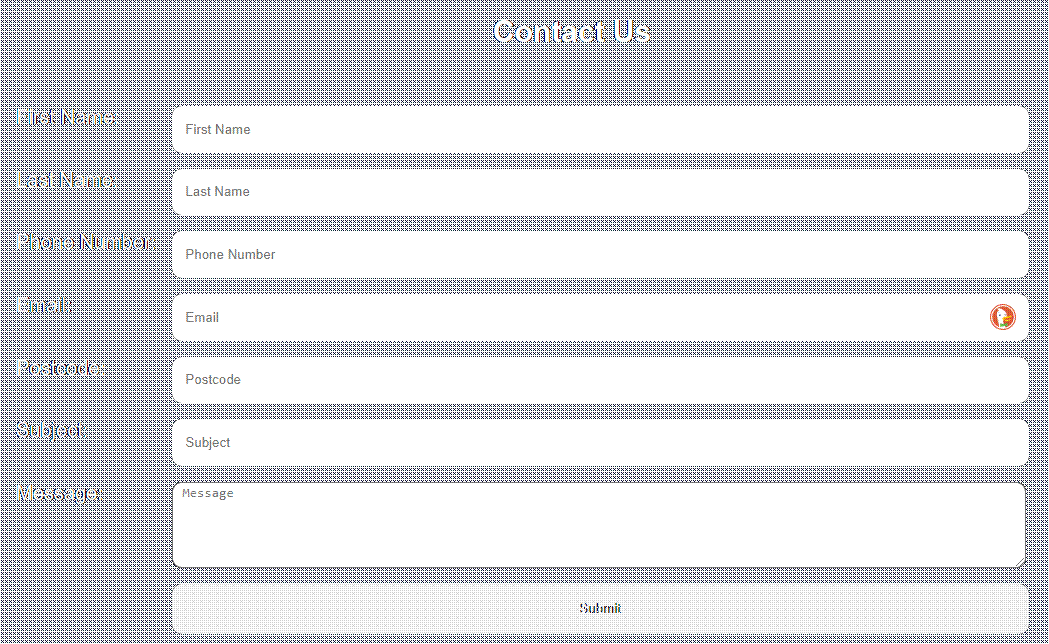 Contact Us
First Name
First Name
Last Name
Last Name
Phone Number
Phone Number
Email
Email
Postcode
Postcode
Subject
Subject
Message
Message
Submit